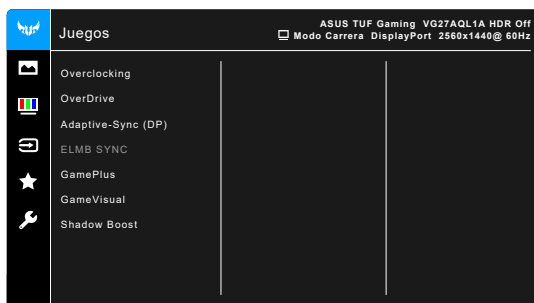 Juegos
ASUS TUF Gaming VG27AQL1A HDR Off
Modo Carrera DisplayPort 2560x1440@ 60Hz
Overclocking
OverDrive
Adaptive-Sync (DP)
ELMB SYNC
GamePlus
GameVisual
Shadow Boost